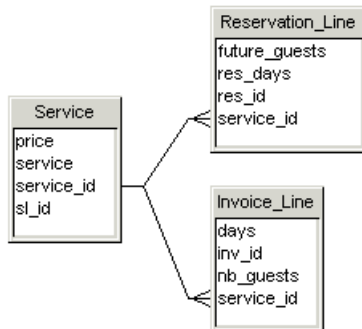 Reservation_Line
future_guests
res_days
res_id
service_id
Service
price
service
service_id
sl_id
Invoice_Line
days
inv_id
nb_guests
service_id